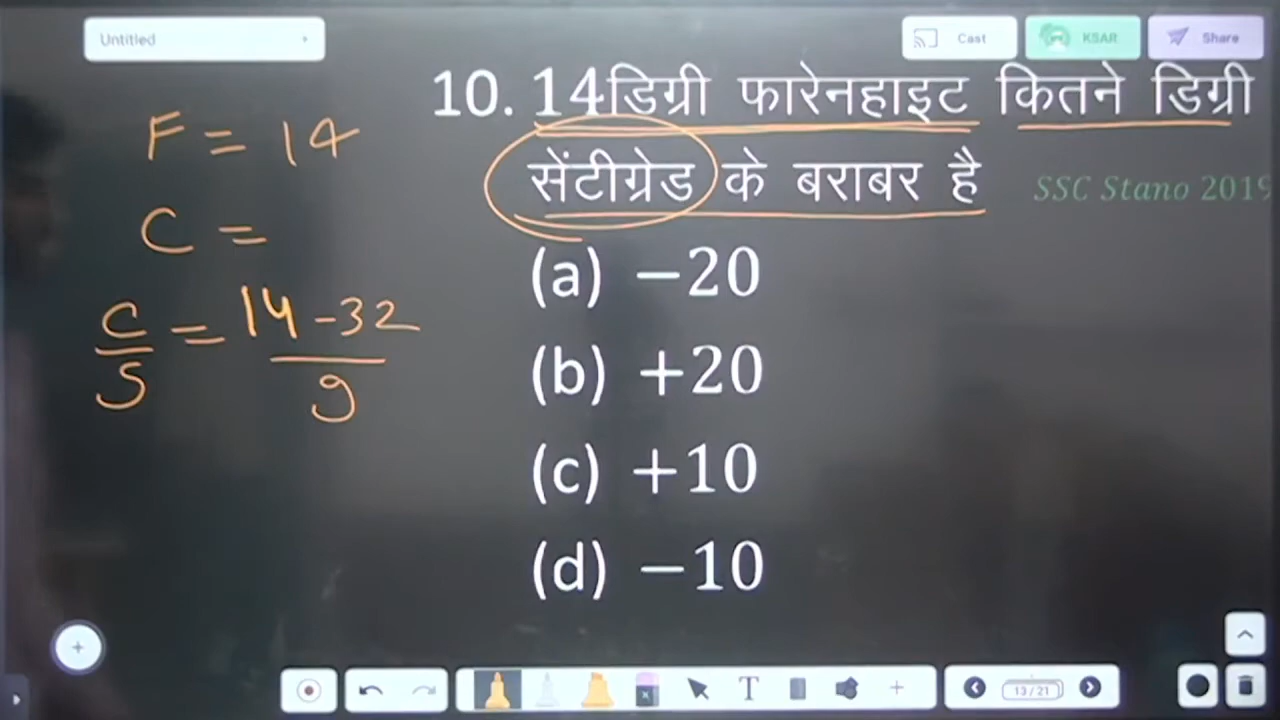 Untitled
Cast
KSAR
Share
10. 14डिग्री फारेनहाइट कितने डिग्री
सेंटीग्रेड के बराबर है
SSC Stano 2019
(a) −20
(b) +20
(c) +10
(d) −10
F = 14
C =
C/5 = 14-32/9
T
13/21